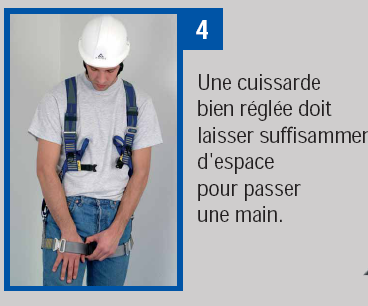 4
Une cuissarde
bien réglée doit
laisser suffisammen
d'espace
pour passer
une main.